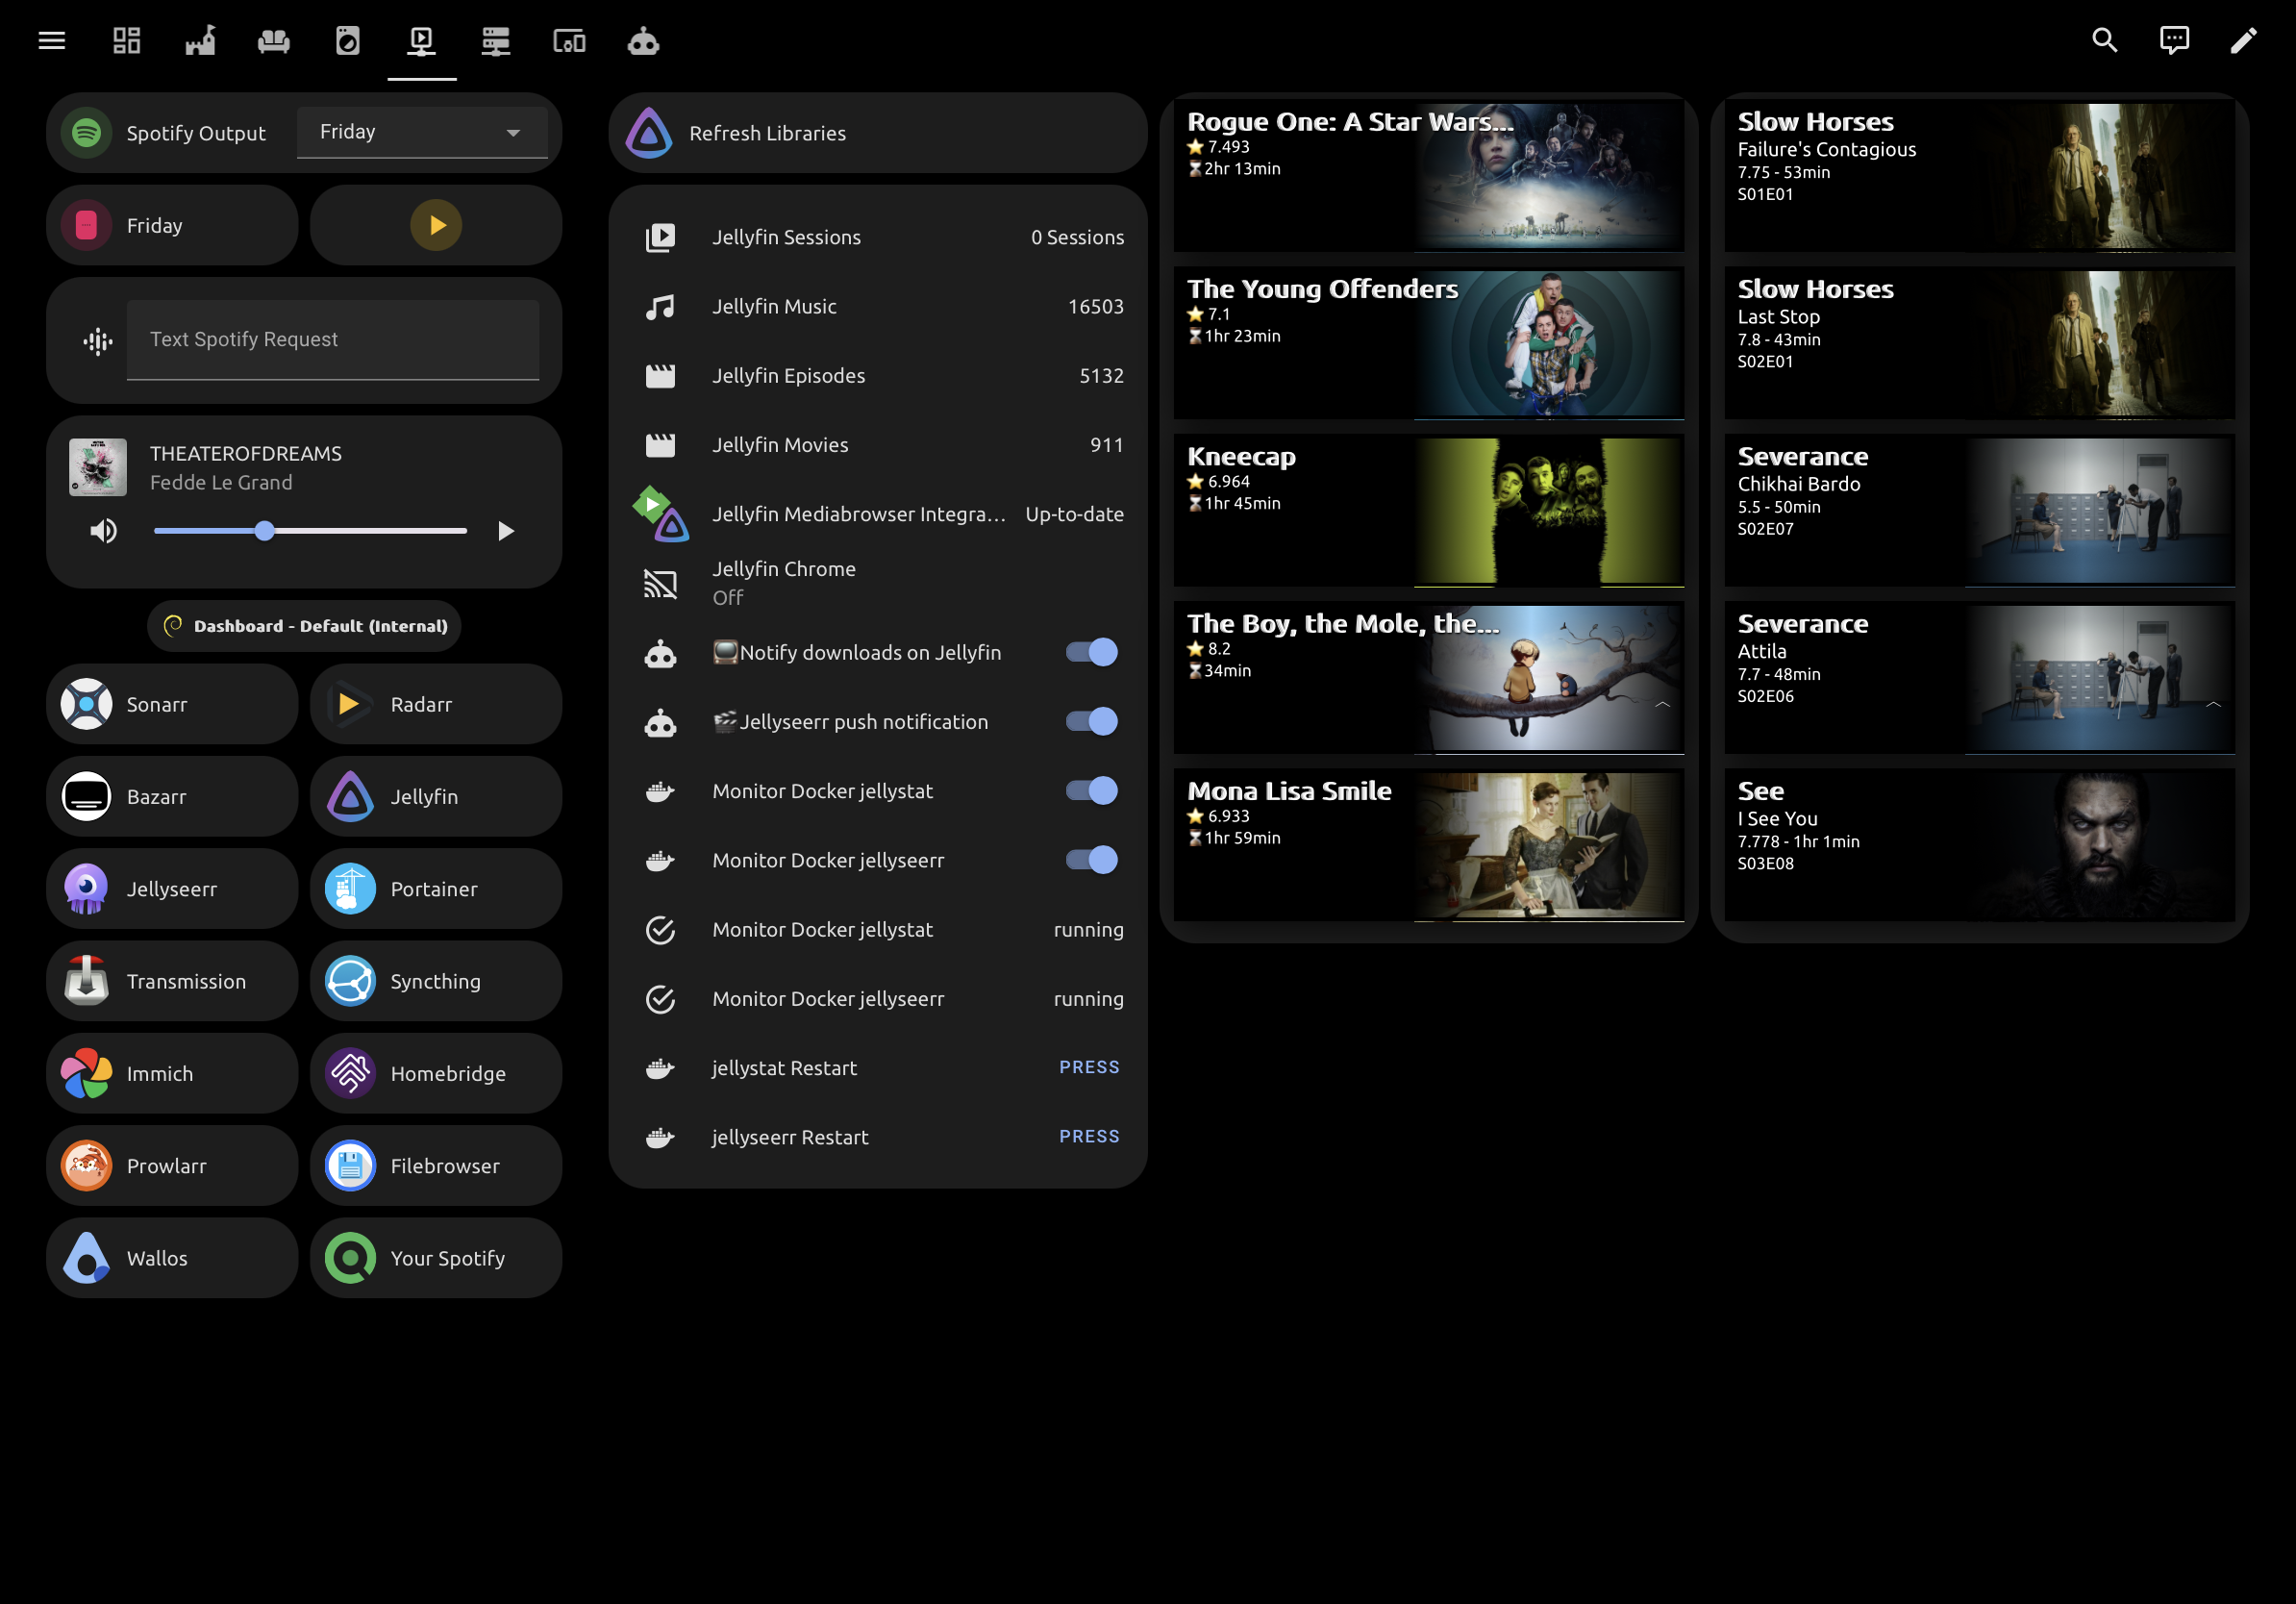 Spotify Output
Friday
Friday
Text Spotify Request
THEATEROFDREAMS
Fedde Le Grand
Dashboard - Default (Internal)
Sonarr
Radarr
Bazarr
Jellyfin
Jellyseerr
Portainer
Transmission
Syncthing
Immich
Homebridge
Prowlarr
Filebrowser
Wallos
Your Spotify
Refresh Libraries
Jellyfin Sessions 0 Sessions
Jellyfin Music 16503
Jellyfin Episodes 5132
Jellyfin Movies 911
Jellyfin Mediabrowser Integra... Up-to-date
Jellyfin Chrome
Off
📺Notify downloads on Jellyfin
🎬Jellyseerr push notification
Monitor Docker jellystat
Monitor Docker jellyseerr
Monitor Docker jellystat running
Monitor Docker jellyseerr running
jellystat Restart PRESS
jellyseerr Restart PRESS
Rogue One: A Star Wars...
⭐ 7.493
⏳2hr 13min
The Young Offenders
⭐ 7.1
⏳1hr 23min
Kneecap
⭐ 6.964
⏳1hr 45min
The Boy, the Mole, the...
⭐ 8.2
⏳34min
Mona Lisa Smile
⭐ 6.933
⏳1hr 59min
Slow Horses
Failure's Contagious
7.75 - 53min
S01E01
Slow Horses
Last Stop
7.8 - 43min
S02E01
Severance
Chikhai Bardo
5.5 - 50min
S02E07
Severance
Attila
7.7 - 48min
S02E06
See
I See You
7.778 - 1hr 1min
S03E08